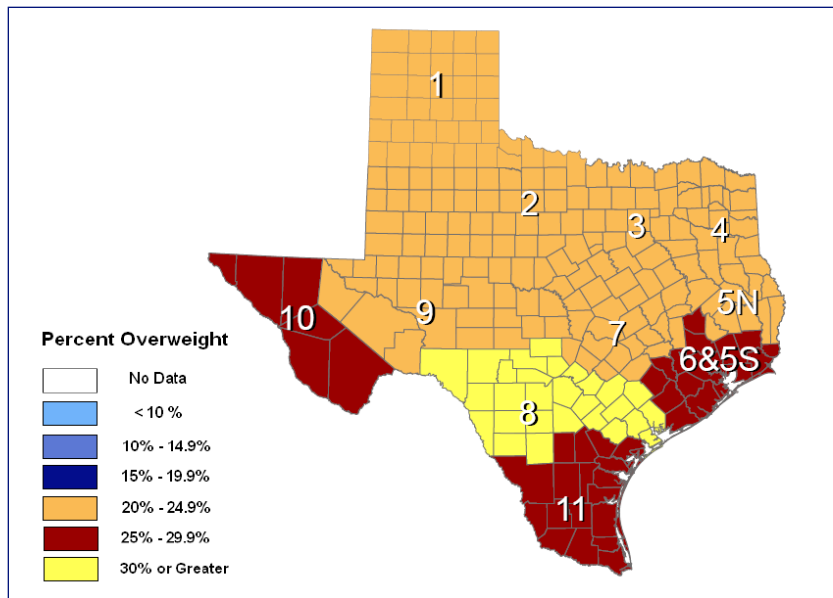 1
2
3
4
5N
9
10
7
6&5S
8
11
Percent Overweight
No Data
< 10 %
10% - 14.9%
15% - 19.9%
20% - 24.9%
25% - 29.9%
30% or Greater